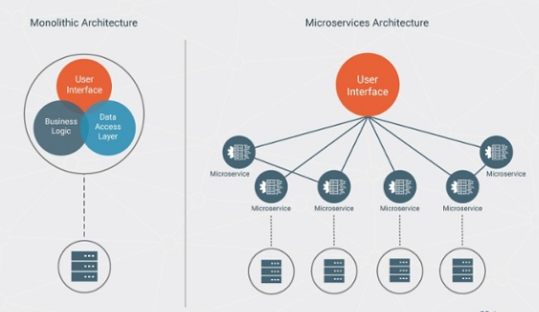 Monolithic Architecture
Microservices Architecture
User
Interface
Business
Logic
Data
Access
Layer
User
Interface
Microservice
Microservice
Microservice
Microservice
Microservice
Microservice